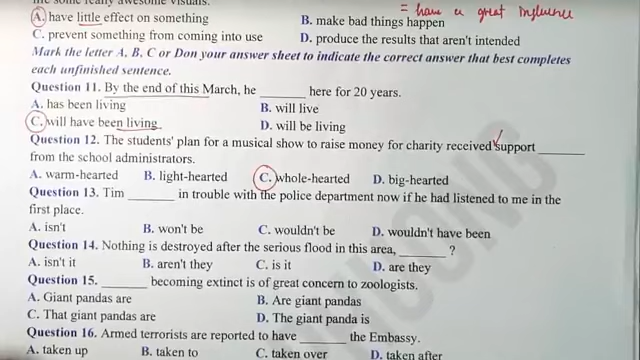 me some really awesome visuals.
= have a great influence
A. have little effect on something B. make bad things happen
C. prevent something from coming into use D. produce the results that aren't intended
Mark the letter A, B, C or Don your answer sheet to indicate the correct answer that best completes
each unfinished sentence.
Question 11. By the end of this March, he ______ here for 20 years.
A. has been living B. will live
C. will have been living D. will be living
Question 12. The students' plan for a musical show to raise money for charity received support ______
from the school administrators.
A. warm-hearted B. light-hearted C. whole-hearted D. big-hearted
Question 13. Tim ______ in trouble with the police department now if he had listened to me in the
first place.
A. isn't B. won't be C. wouldn't be D. wouldn't have been
Question 14. Nothing is destroyed after the serious flood in this area, ______ ?
A. isn't it B. aren't they C. is it D. are they
Question 15. ______ becoming extinct is of great concern to zoologists.
A. Giant pandas are B. Are giant pandas
C. That giant pandas are D. The giant panda is
Question 16. Armed terrorists are reported to have ______ the Embassy.
A. taken up B. taken to C. taken over D. taken after